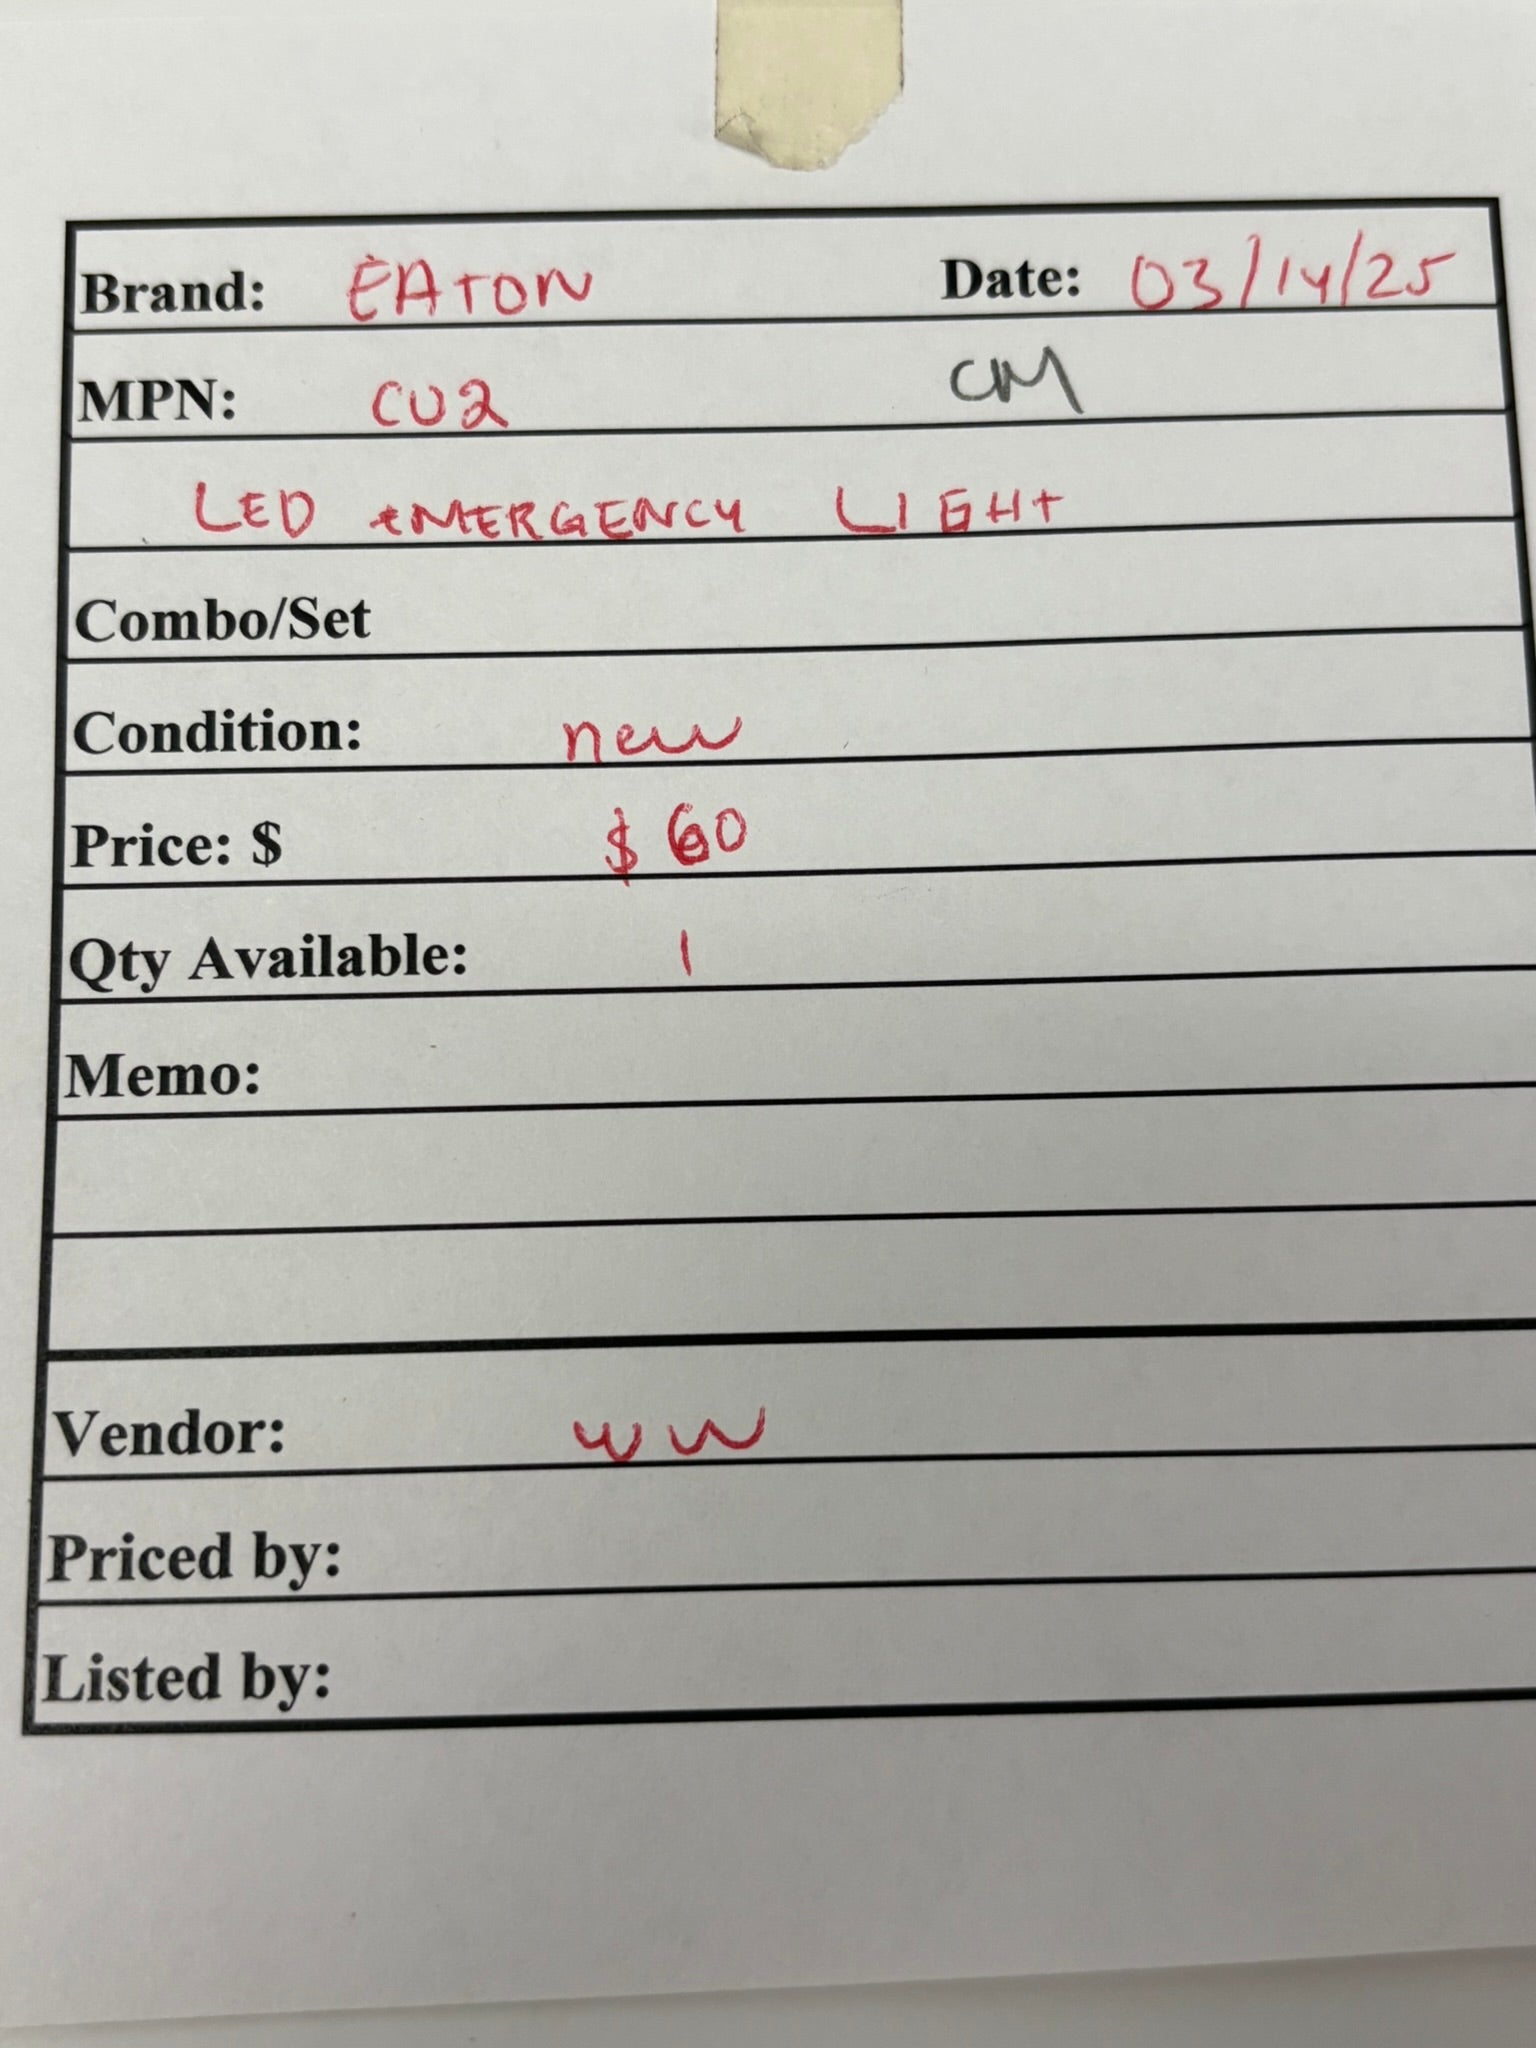 Brand: EATON Date: 03/14/25
MPN: CU2 CM
LED EMERGENCY LIGHT
Combo/Set
Condition: new
Price: $ $60
Qty Available: 1
Memo:
Vendor: WW
Priced by:
Listed by: